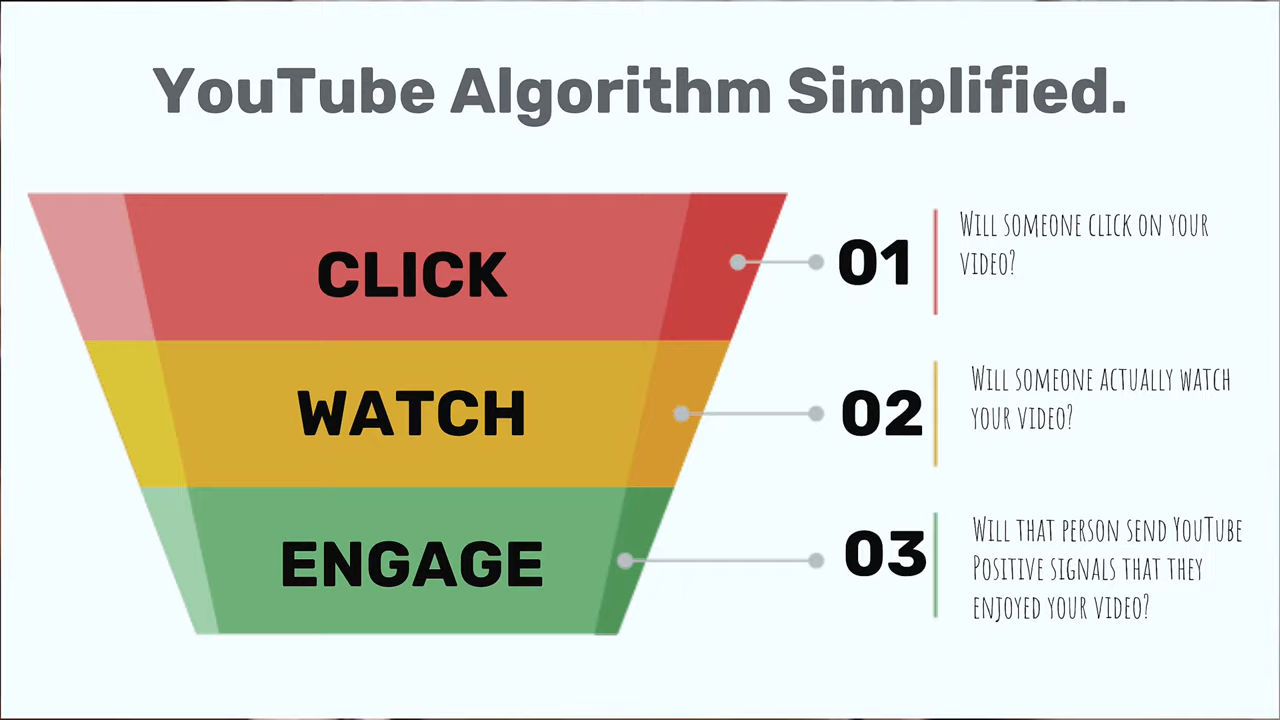 YouTube Algorithm Simplified.
CLICK
01
Will someone click on your
video?
WATCH
02
Will someone actually watch
your video?
ENGAGE
03
Will that person send YouTube
Positive signals that they
enjoyed your video?